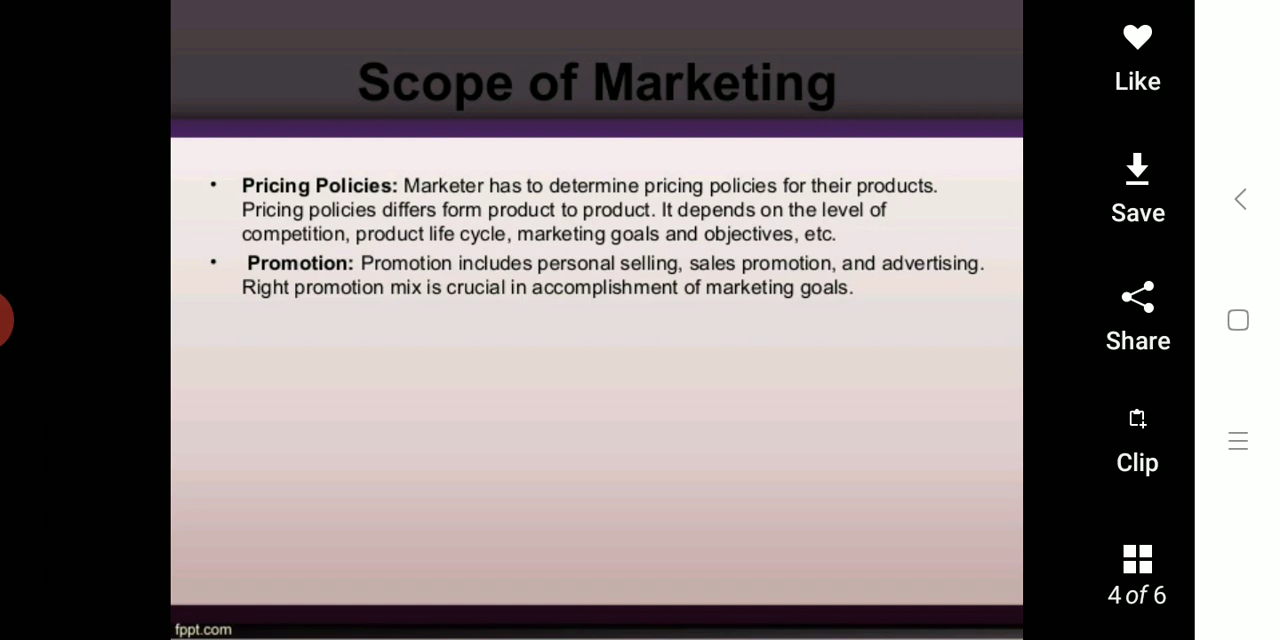 Scope of Marketing
• Pricing Policies: Marketer has to determine pricing policies for their products.
Pricing policies differs form product to product. It depends on the level of
competition, product life cycle, marketing goals and objectives, etc.
• Promotion: Promotion includes personal selling, sales promotion, and advertising.
Right promotion mix is crucial in accomplishment of marketing goals.
fppt.com
Like
Save
Share
Clip
4 of 6